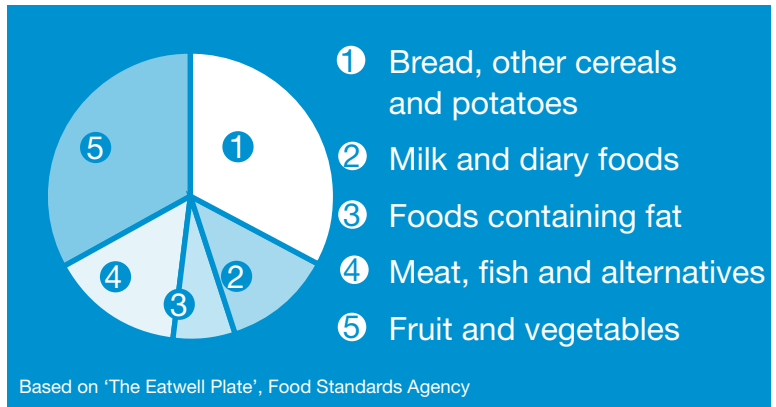 1 Bread, other cereals
and potatoes
2 Milk and diary foods
3 Foods containing fat
4 Meat, fish and alternatives
5 Fruit and vegetables
5
1
4
3
2
Based on ‘The Eatwell Plate’, Food Standards Agency